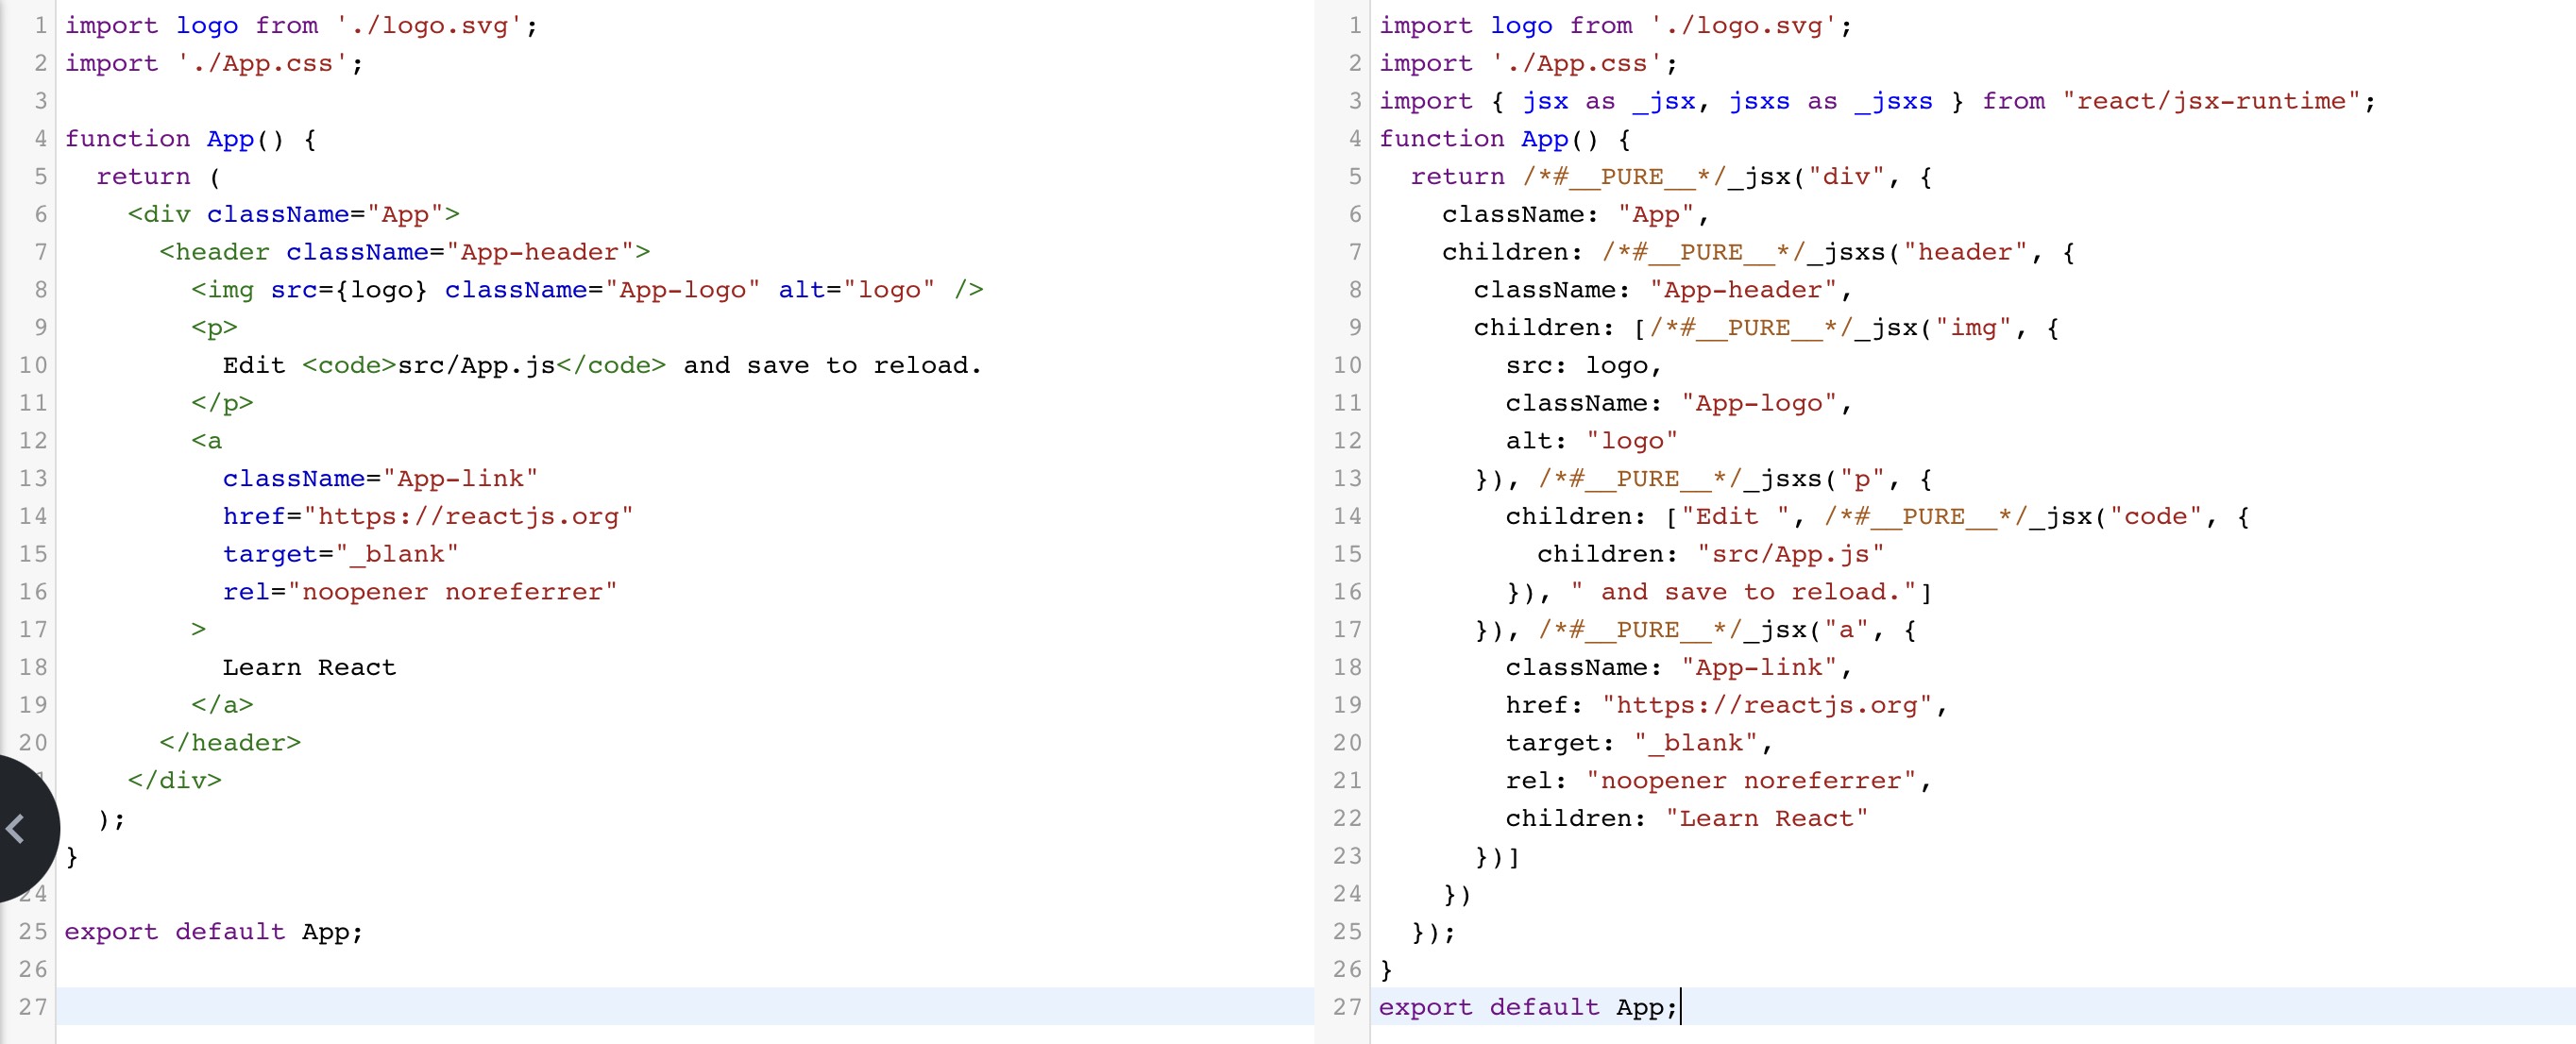 1 import logo from './logo.svg';
2 import './App.css';
3
4 function App() {
5   return (
6     <div className="App">
7       <header className="App-header">
8         <img src={logo} className="App-logo" alt="logo" />
9         <p>
10           Edit <code>src/App.js</code> and save to reload.
11         </p>
12         <a
13           className="App-link"
14           href="https://reactjs.org"
15           target="_blank"
16           rel="noopener noreferrer"
17         >
18           Learn React
19         </a>
20       </header>
    </div>
  );
}
24
25 export default App;
26
27
1 import logo from './logo.svg';
2 import './App.css';
3 import { jsx as _jsx, jsxs as _jsxs } from "react/jsx-runtime";
4 function App() {
5   return /*#__PURE__*/_jsx("div", {
6     className: "App",
7     children: /*#__PURE__*/_jsxs("header", {
8       className: "App-header",
9       children: [/*#__PURE__*/_jsx("img", {
10         src: logo,
11         className: "App-logo",
12         alt: "logo"
13       }), /*#__PURE__*/_jsxs("p", {
14         children: ["Edit ", /*#__PURE__*/_jsx("code", {
15           children: "src/App.js"
16         }), " and save to reload."]
17       }), /*#__PURE__*/_jsx("a", {
18         className: "App-link",
19         href: "https://reactjs.org",
20         target: "_blank",
21         rel: "noopener noreferrer",
22         children: "Learn React"
23       })]
24     })
25   });
26 }
27 export default App;